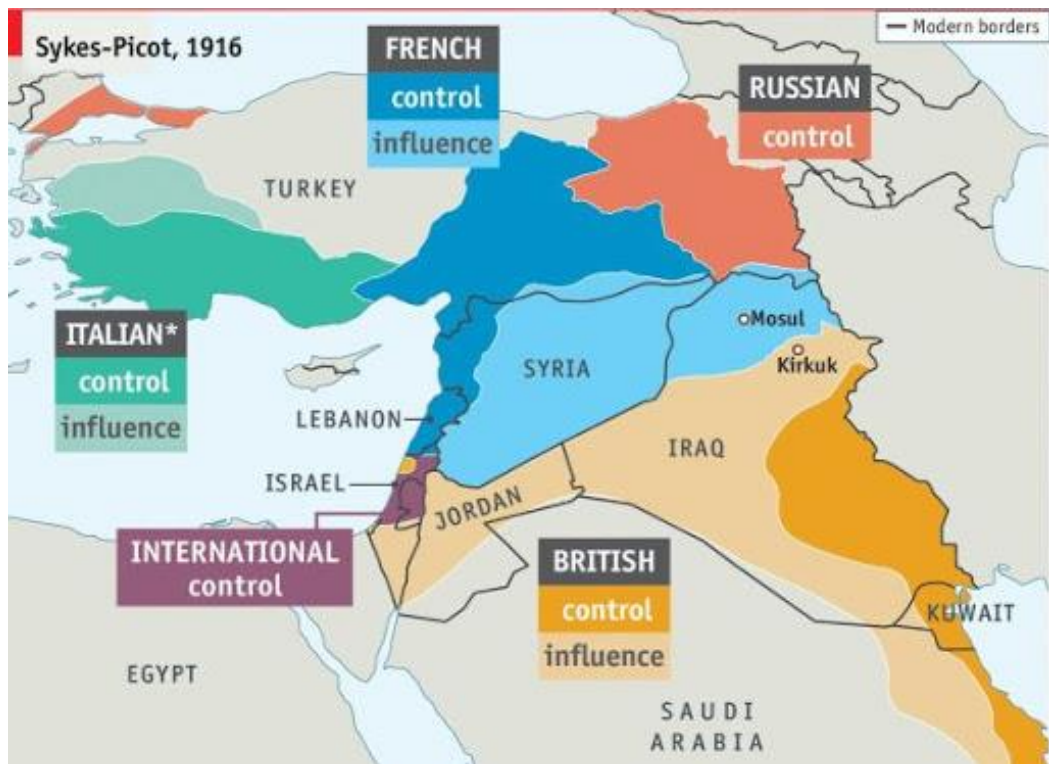 Sykes-Picot, 1916
Modern borders
FRENCH
control
influence
RUSSIAN
control
TURKEY
ITALIAN*
control
influence
Mosul
Kirkuk
SYRIA
LEBANON
IRAQ
ISRAEL
JORDAN
INTERNATIONAL
control
BRITISH
control
influence
KUWAIT
EGYPT
SAUDI
ARABIA